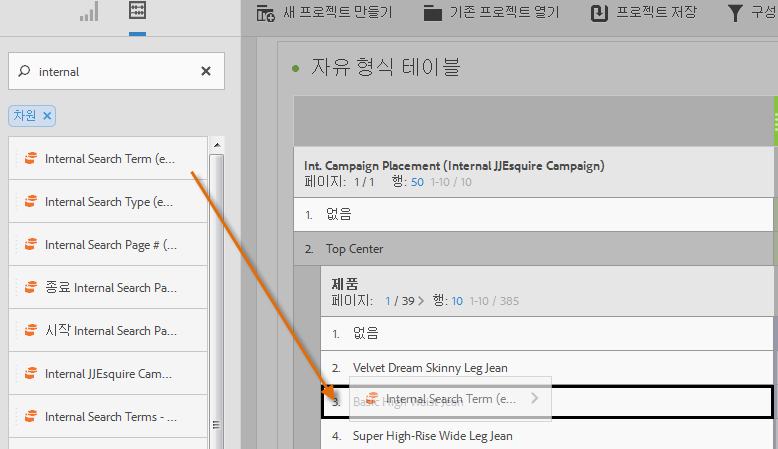 새 프로젝트 만들기 기존 프로젝트 열기 프로젝트 저장 구성
internal
차원
Internal Search Term (e...
Internal Search Type (e...
Internal Search Page # (...
종료 Internal Search Pa...
시작 Internal Search Pa...
Internal JJEsquire Cam...
Internal Search Terms - ...
자유 형식 테이블
Int. Campaign Placement (Internal JJEsquire Campaign)
페이지: 1 / 1 행: 50 1-10 / 10
1. 없음
2. Top Center
제품
페이지: 1 / 39 행: 10 1-10 / 385
1. 없음
2. Velvet Dream Skinny Leg Jean
3. Basic High Waist Jean
Internal Search Term (e...
4. Super High-Rise Wide Leg Jean